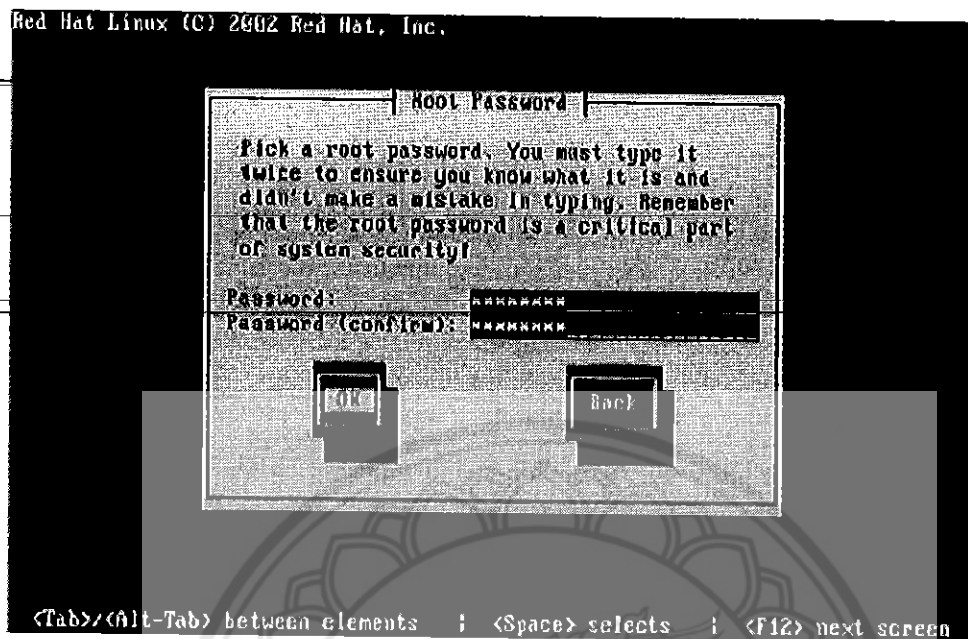 Red Hat Linux (C) 2002 Red Hat, Inc.
Root Password
Pick a root password. You must type it
twice to ensure you know what it is and
didn't make a mistake in typing. Remember
that the root password is a critical part
of system security!
Password: ********
Password (confirm): ********
OK Back
<Tab>/<Alt-Tab> between elements | <Space> selects | <F12> next screen